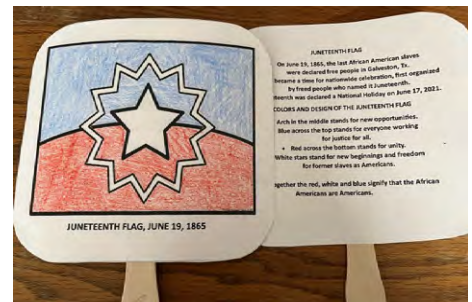 JUNETEENTH FLAG, JUNE 19, 1865
JUNETEENTH FLAG
On June 19, 1865, the last African American slaves
were declared free people in Galveston, Tx.
became a time for nationwide celebration, first organized
by freed people who named it Juneteenth.
was declared a National Holiday on June 17, 2021.
COLORS AND DESIGN OF THE JUNETEENTH FLAG
Arch in the middle stands for new opportunities.
Blue across the top stands for everyone working
for justice for all.
• Red across the bottom stands for unity.
White stars stand for new beginnings and freedom
for former slaves as Americans.
together the red, white and blue signify that the African
Americans are Americans.